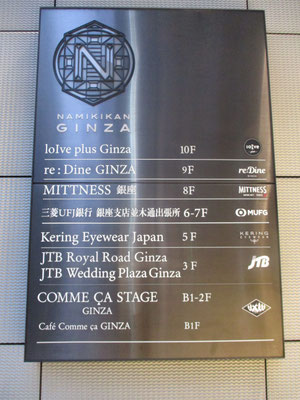 N
NAMIKIKAN
GINZA
loIve plus Ginza 10F loIve
re : Dine GINZA 9F re:Dine
MITTNESS 銀座 8F MITTNESS
三菱UFJ銀行 銀座支店並木通出張所 6-7F MUFG
Kering Eyewear Japan 5F KERING EYEWEAR
JTB Royal Road Ginza
JTB Wedding Plaza Ginza 3F JTB
COMME ÇA STAGE B1-2F
GINZA
Café Comme ça GINZA B1F